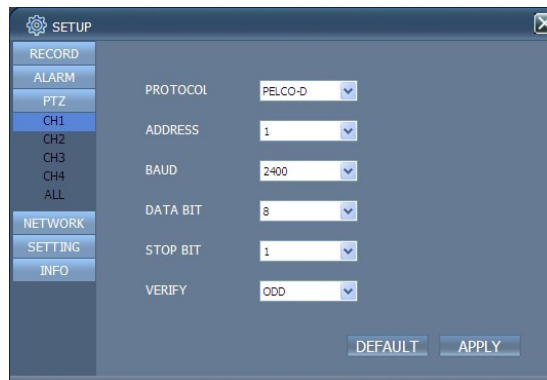 SETUP
RECORD
ALARM
PTZ
CH1
CH2
CH3
CH4
ALL
NETWORK
SETTING
INFO
PROTOCOL PELCO-D
ADDRESS 1
BAUD 2400
DATA BIT 8
STOP BIT 1
VERIFY ODD
DEFAULT APPLY